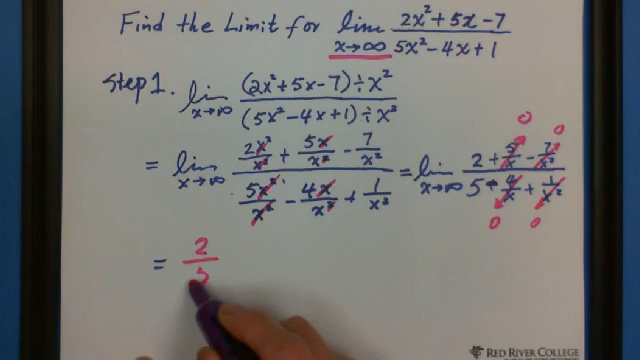 Find the Limit for lim x→∞ (2x² + 5x - 7)/(5x² - 4x + 1)
Step 1. lim x→∞ ((2x² + 5x - 7) ÷ x²)/((5x² - 4x + 1) ÷ x²)
= lim x→∞ (2x²/x² + 5x/x² - 7/x²)/(5x²/x² - 4x/x² + 1/x²) = lim x→∞ (2 + 5/x - 7/x²)/(5 - 4/x + 1/x²)
0 0
0 0
= 2/5
RED RIVER COLLEGE